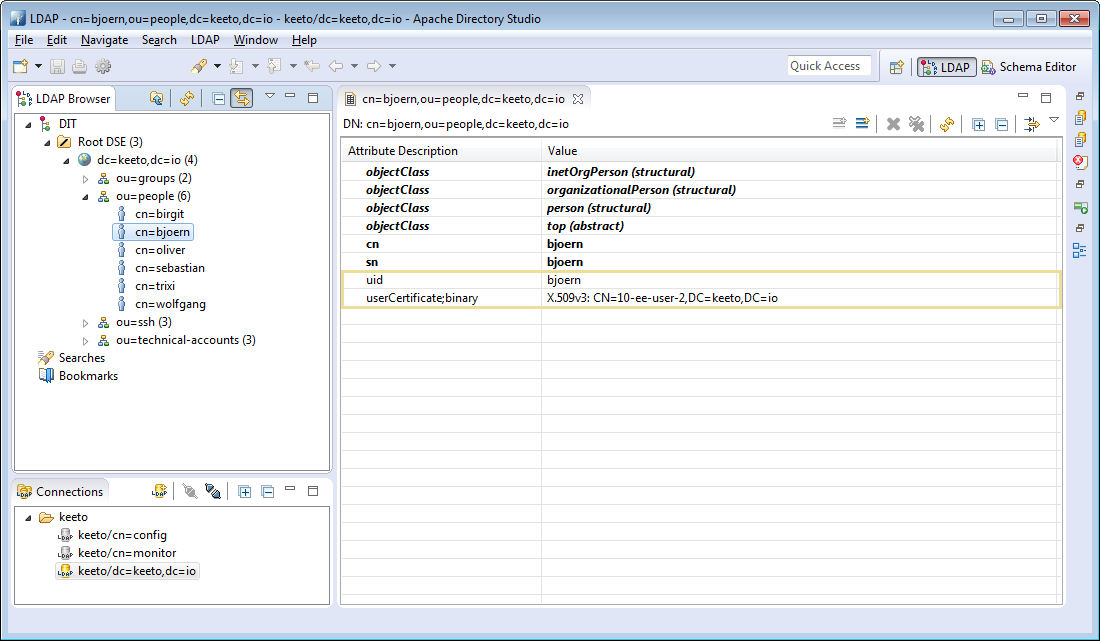 LDAP - cn=bjoern,ou=people,dc=keeto,dc=io - keeto/dc=keeto,dc=io - Apache Directory Studio
File Edit Navigate Search LDAP Window Help
Quick Access LDAP Schema Editor
LDAP Browser
DIT
Root DSE (3)
dc=keeto,dc=io (4)
ou=groups (2)
ou=people (6)
cn=birgit
cn=bjoern
cn=oliver
cn=sebastian
cn=trixi
cn=wolfgang
ou=ssh (3)
ou=technical-accounts (3)
Searches
Bookmarks
cn=bjoern,ou=people,dc=keeto,dc=io
DN: cn=bjoern,ou=people,dc=keeto,dc=io
Attribute Description Value
objectClass inetOrgPerson (structural)
objectClass organizationalPerson (structural)
objectClass person (structural)
objectClass top (abstract)
cn bjoern
sn bjoern
uid bjoern
userCertificate;binary X.509v3: CN=10-ee-user-2,DC=keeto,DC=io
Connections
LDAP
keeto
LDAP keeto/cn=config
LDAP keeto/cn=monitor
LDAP keeto/dc=keeto,dc=io